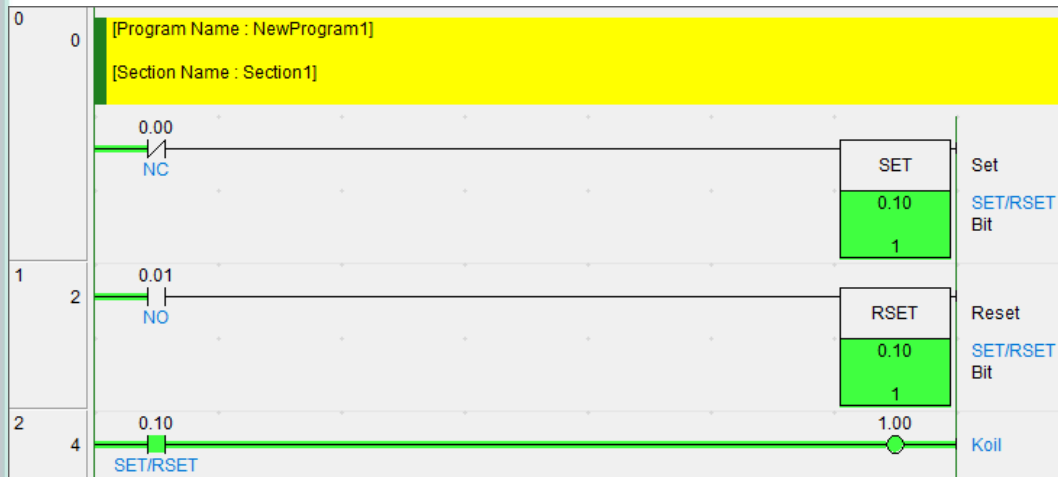 0
0
[Program Name : NewProgram1]
[Section Name : Section1]
0.00
NC
SET
Set
0.10
SET/RSET
Bit
1
1
2
0.01
NO
RSET
Reset
0.10
SET/RSET
Bit
1
2
4
0.10
SET/RSET
1.00
Koil